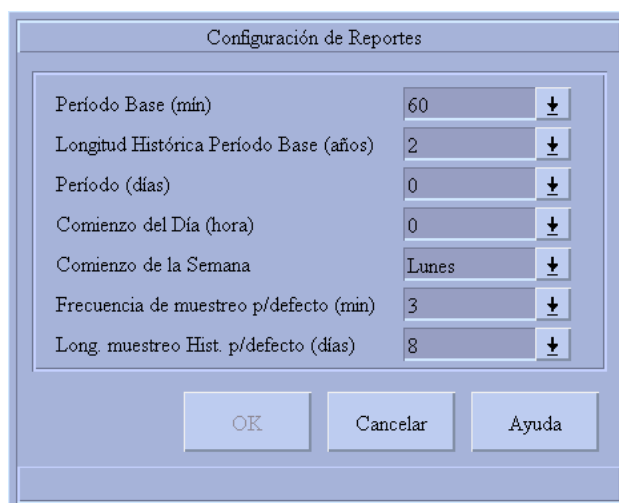 Configuración de Reportes
Período Base (mín) 60
Longitud Histórica Período Base (años) 2
Período (días) 0
Comienzo del Día (hora) 0
Comienzo de la Semana Lunes
Frecuencia de muestreo p/defecto (min) 3
Long. muestreo Hist. p/defecto (días) 8
OK Cancelar Ayuda